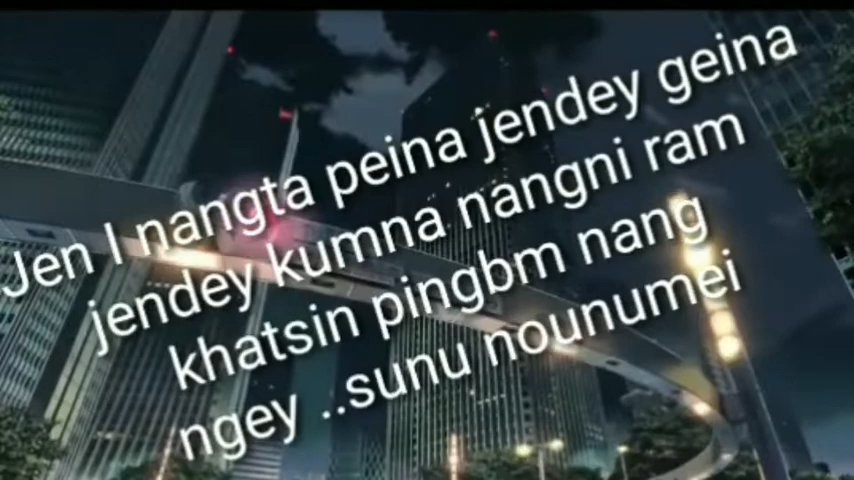 Jen I nangta peina jendey geina
jendey kumna nangni ram
khatsin pingbm nang
ngey ..sunu nounumei